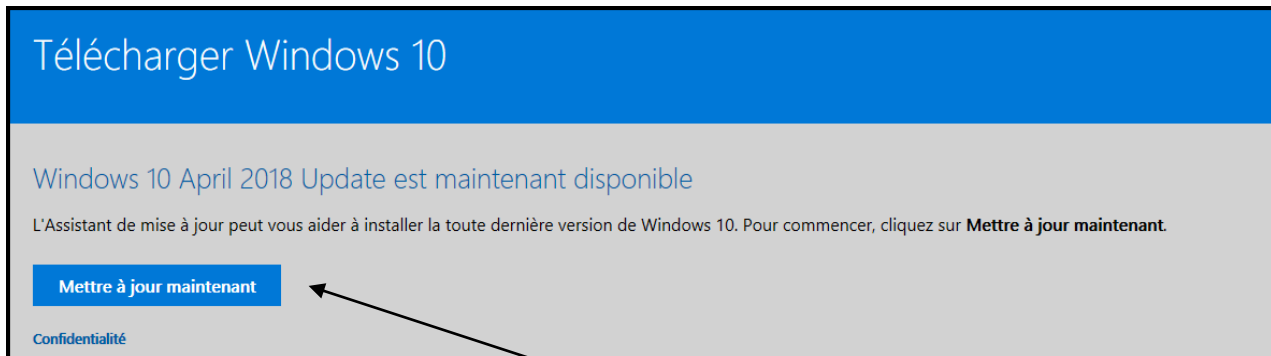 Télécharger Windows 10
Windows 10 April 2018 Update est maintenant disponible
L'Assistant de mise à jour peut vous aider à installer la toute dernière version de Windows 10. Pour commencer, cliquez sur Mettre à jour maintenant.
Mettre à jour maintenant
Confidentialité